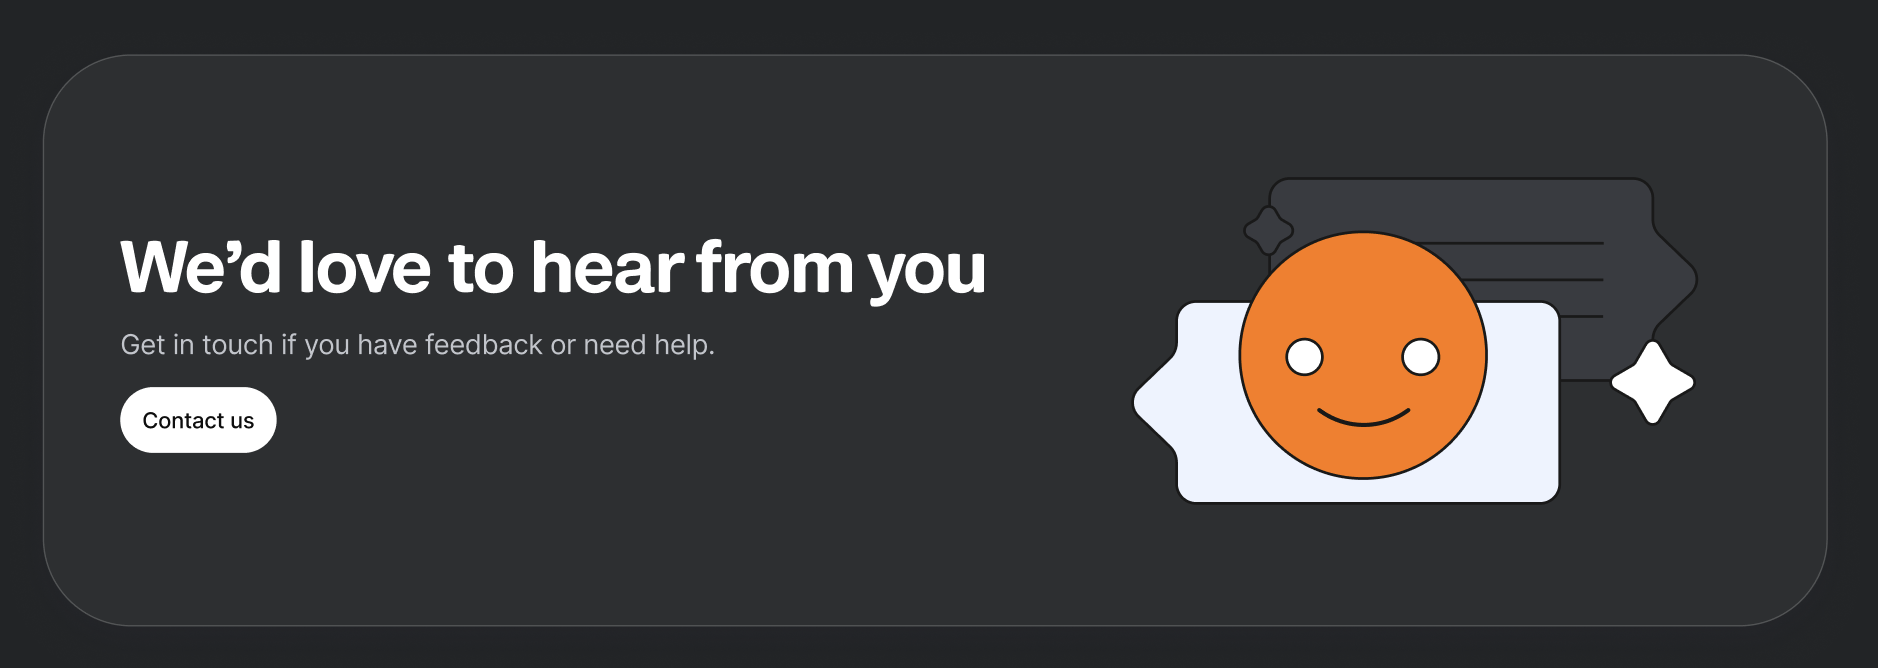 We’d love to hear from you
Get in touch if you have feedback or need help.
Contact us